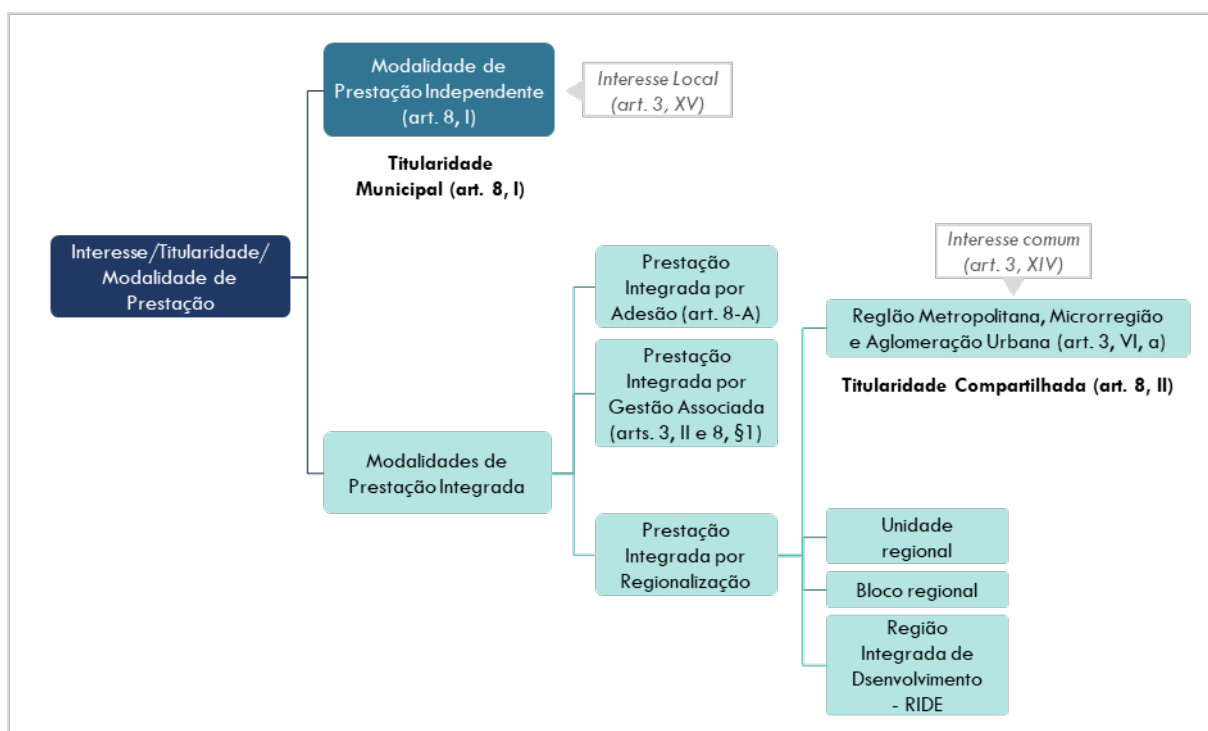 Modalidade de
Prestação Independente
(art. 8, I)
Interesse Local
(art. 3, XV)
Titularidade
Municipal (art. 8, I)
Interesse/Titularidade/
Modalidade de
Prestação
Prestação
Integrada por
Adesão (art. 8-A)
Interesse comum
(art. 3, XIV)
Prestação
Integrada por
Gestão Associada
(arts. 3, II e 8, §1)
Reglão Metropolitana, Microrregião
e Aglomeração Urbana (art. 3, VI, a)
Titularidade Compartilhada (art. 8, II)
Modalidades de
Prestação Integrada
Prestação
Integrada por
Regionalização
Unidade
regional
Bloco regional
Região
Integrada de
Dsenvolvimento
- RIDE